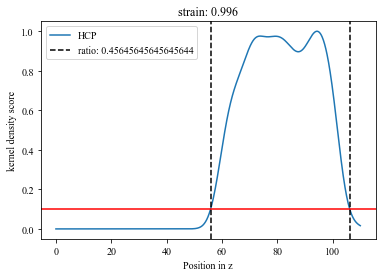 strain: 0.996
HCP
ratio: 0.45645645645645644
1.0
0.8
0.6
0.4
0.2
0.0
kernel density score
0 20 40 60 80 100
Position in z